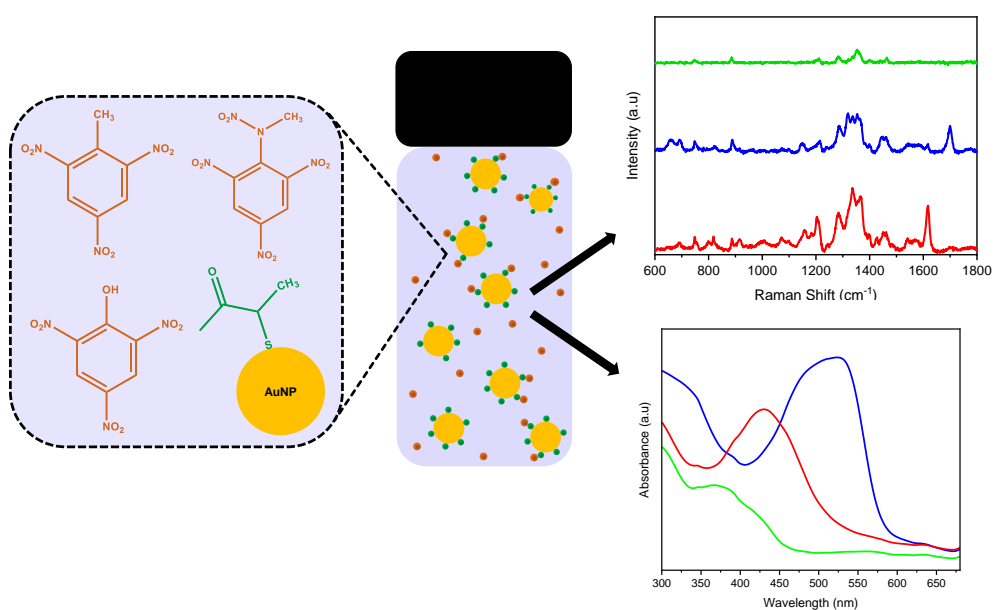 CH₃
O₂N
NO₂
NO₂
NO₂
N
CH₃
O₂N
NO₂
NO₂
OH
O₂N
NO₂
NO₂
O
CH₃
S
AuNP
Intensity (a.u)
600 800 1000 1200 1400 1600 1800
Raman Shift (cm⁻¹)
Absorbance (a.u)
300 350 400 450 500 550 600 650
Wavelength (nm)